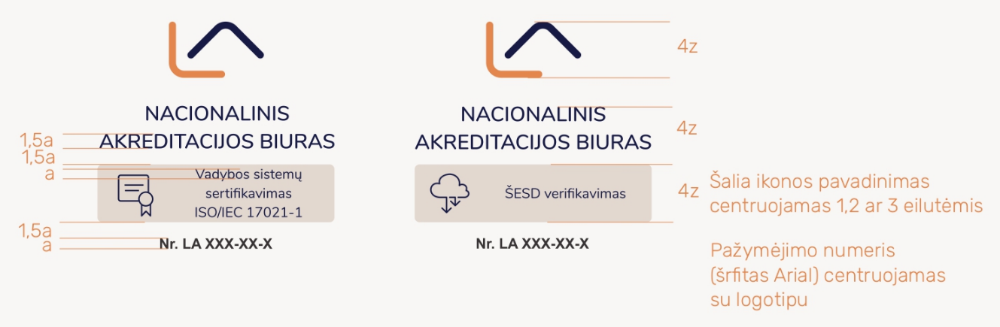 4z
NACIONALINIS
AKREDITACIJOS BIURAS
1,5a
1,5a
a
Vadybos sistemų
sertifikavimas
ISO/IEC 17021-1
1,5a
a
Nr. LA XXX-XX-X
NACIONALINIS
AKREDITACIJOS BIURAS
4z
ŠESD verifikavimas
4z
Nr. LA XXX-XX-X
Šalia ikonos pavadinimas
centruojamas 1,2 ar 3 eilutėmis
Pažymėjimo numeris
(šrfitas Arial) centruojamas
su logotipu